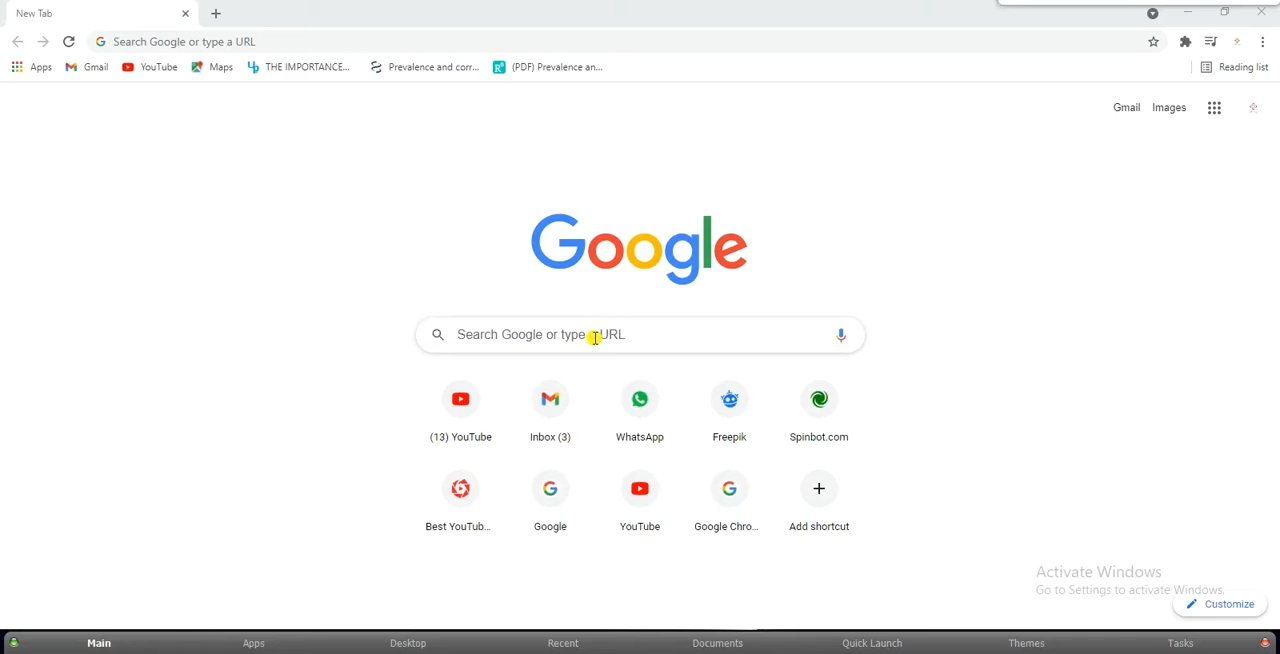 New Tab
Search Google or type a URL
Apps Gmail YouTube Maps THE IMPORTANCE... Prevalence and corr... (PDF) Prevalence an... Reading list
Gmail Images
Google
Search Google or type a URL
(13) YouTube Inbox (3) WhatsApp Freepik Spinbot.com
Best YouTub... Google YouTube Google Chro... Add shortcut
Activate Windows
Go to Settings to activate Windows.
Customize
Main Apps Desktop Recent Documents Quick Launch Themes Tasks